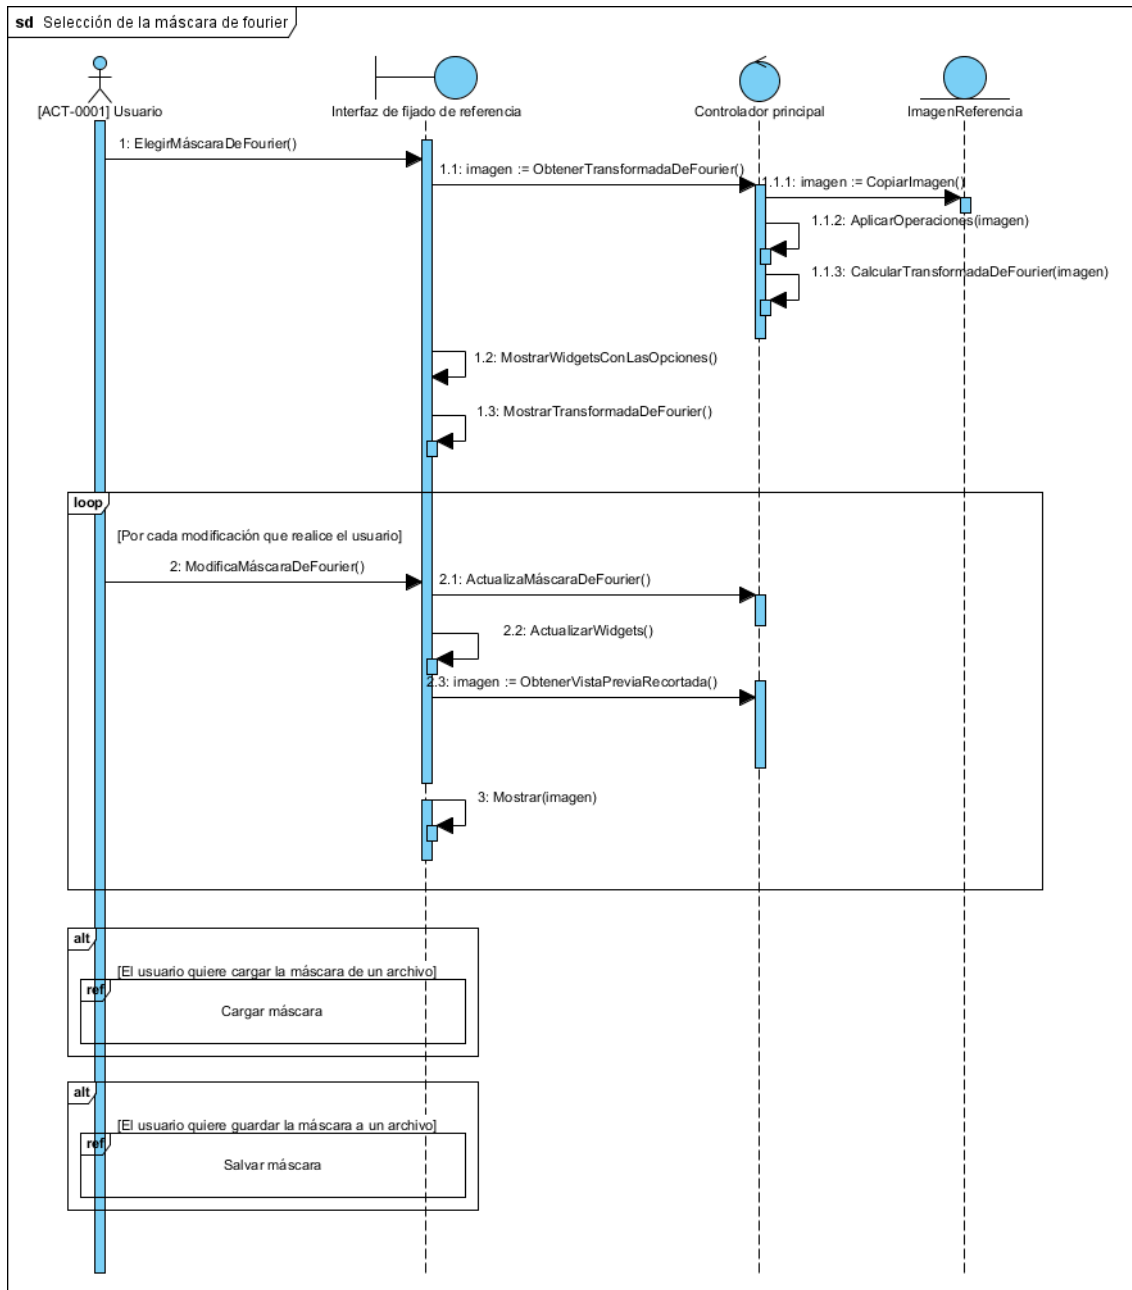 sd Selección de la máscara de fourier
[ACT-0001] Usuario
Interfaz de fijado de referencia
Controlador principal
ImagenReferencia
1: ElegirMáscaraDeFourier()
1.1: imagen := ObtenerTransformadaDeFourier()
1.1.1: imagen := CopiarImagen()
1.1.2: AplicarOperaciones(imagen)
1.1.3: CalcularTransformadaDeFourier(imagen)
1.2: MostrarWidgetsConLasOpciones()
1.3: MostrarTransformadaDeFourier()
loop
[Por cada modificación que realice el usuario]
2: ModificaMáscaraDeFourier()
2.1: ActualizaMáscaraDeFourier()
2.2: ActualizarWidgets()
2.3: imagen := ObtenerVistaPreviaRecortada()
3: Mostrar(imagen)
alt
[El usuario quiere cargar la máscara de un archivo]
ref
Cargar máscara
alt
[El usuario quiere guardar la máscara a un archivo]
ref
Salvar máscara